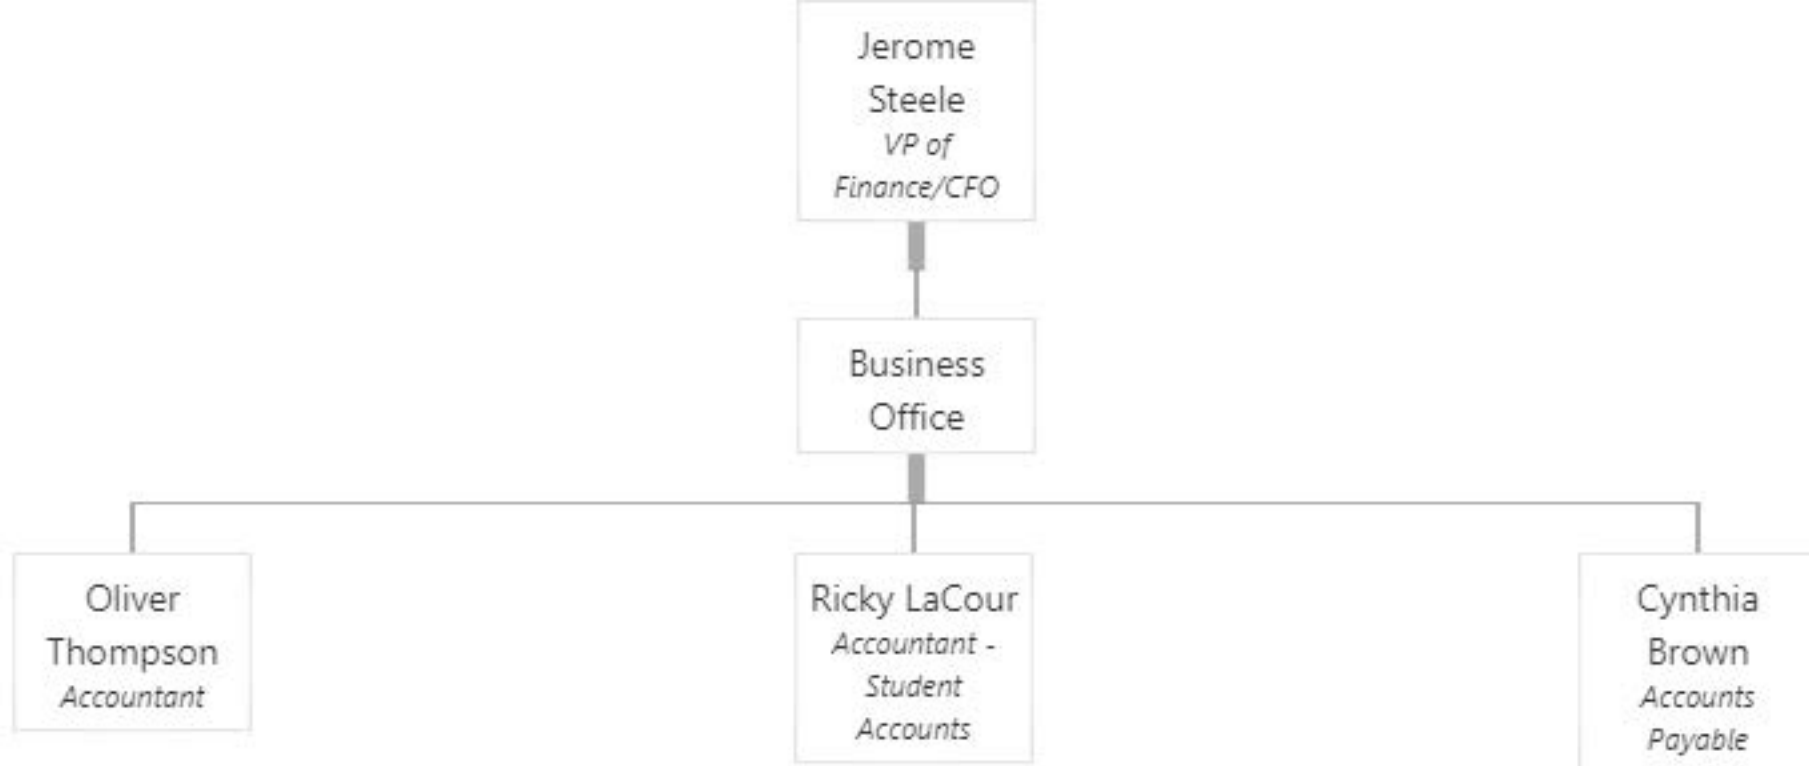 Jerome
Steele
VP of
Finance/CFO
Business
Office
Oliver
Thompson
Accountant
Ricky LaCour
Accountant -
Student
Accounts
Cynthia
Brown
Accounts
Payable